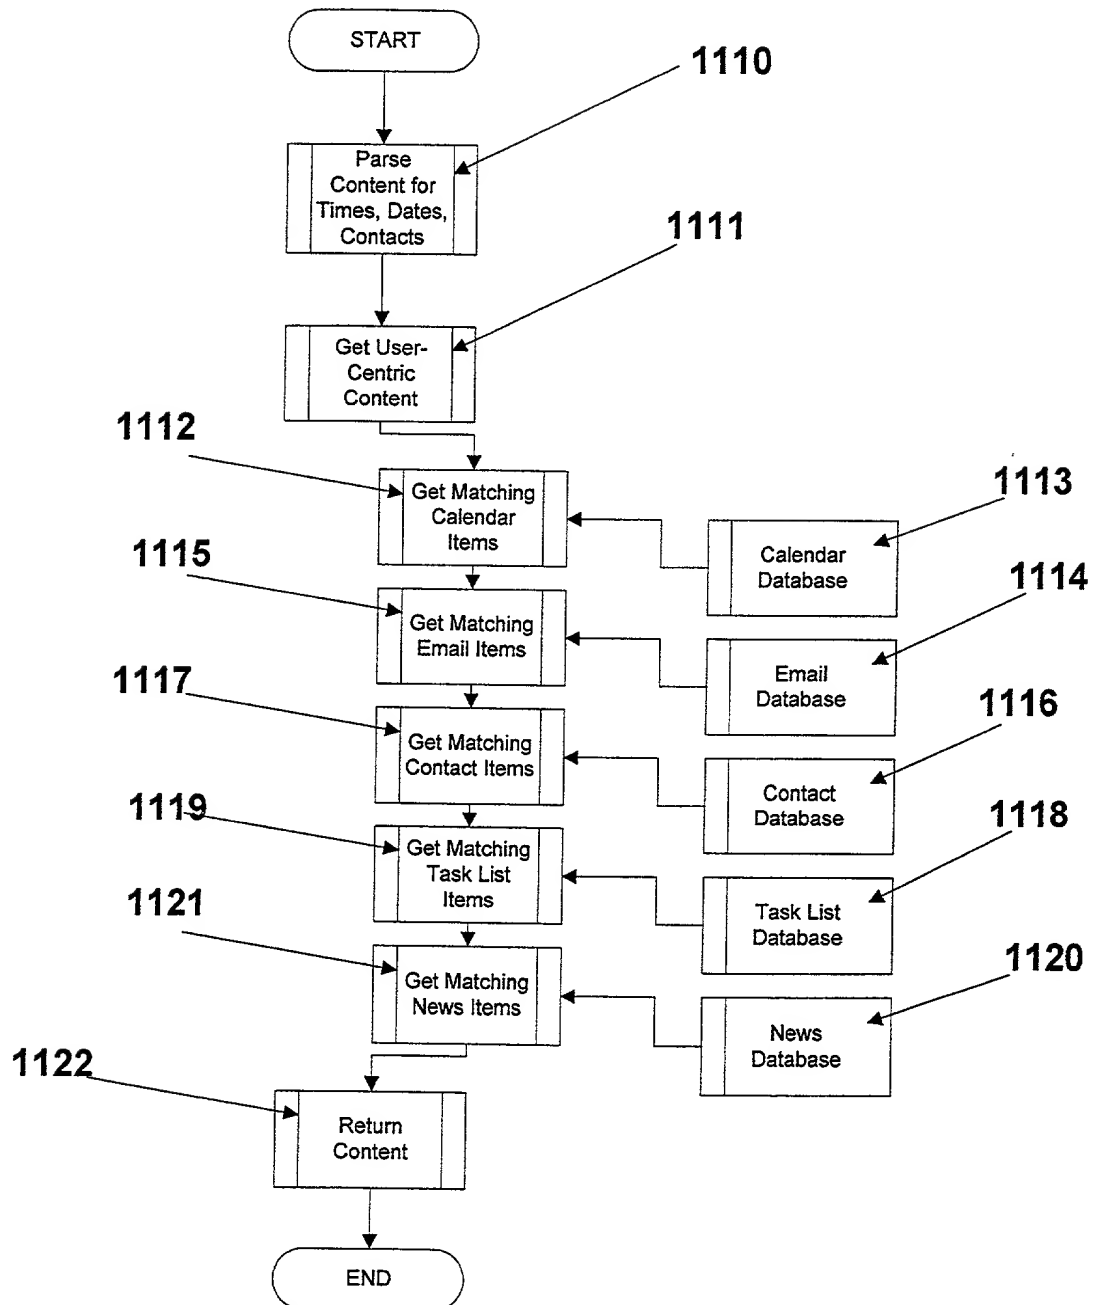 START
1110
Parse
Content for
Times, Dates,
Contacts
1111
Get User-
Centric
Content
1112
Get Matching
Calendar
Items
1113
Calendar
Database
1115
Get Matching
Email Items
1114
Email
Database
1117
Get Matching
Contact Items
1116
Contact
Database
1119
Get Matching
Task List
Items
1118
Task List
Database
1121
Get Matching
News Items
1120
News
Database
1122
Return
Content
END